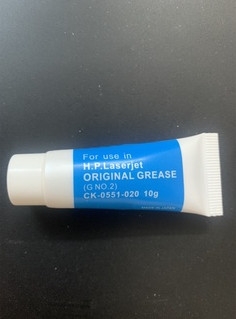 For use in
H.P.Laserjet
ORIGINAL GREASE
(G NO.2)
CK-0551-020 10g